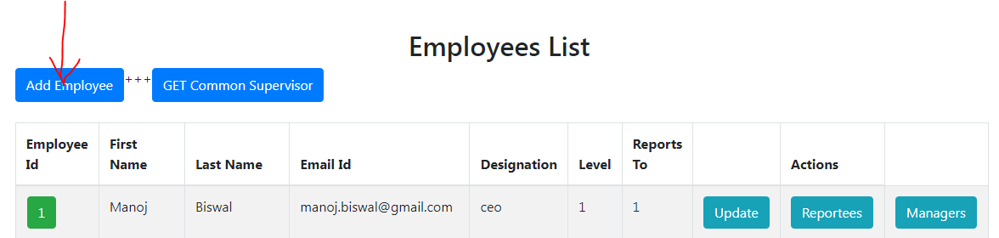 Employees List
Add Employee +++ GET Common Supervisor
Employee Id First Name Last Name Email Id Designation Level Reports To Actions
1 Manoj Biswal manoj.biswal@gmail.com ceo 1 1 Update Reportees Managers